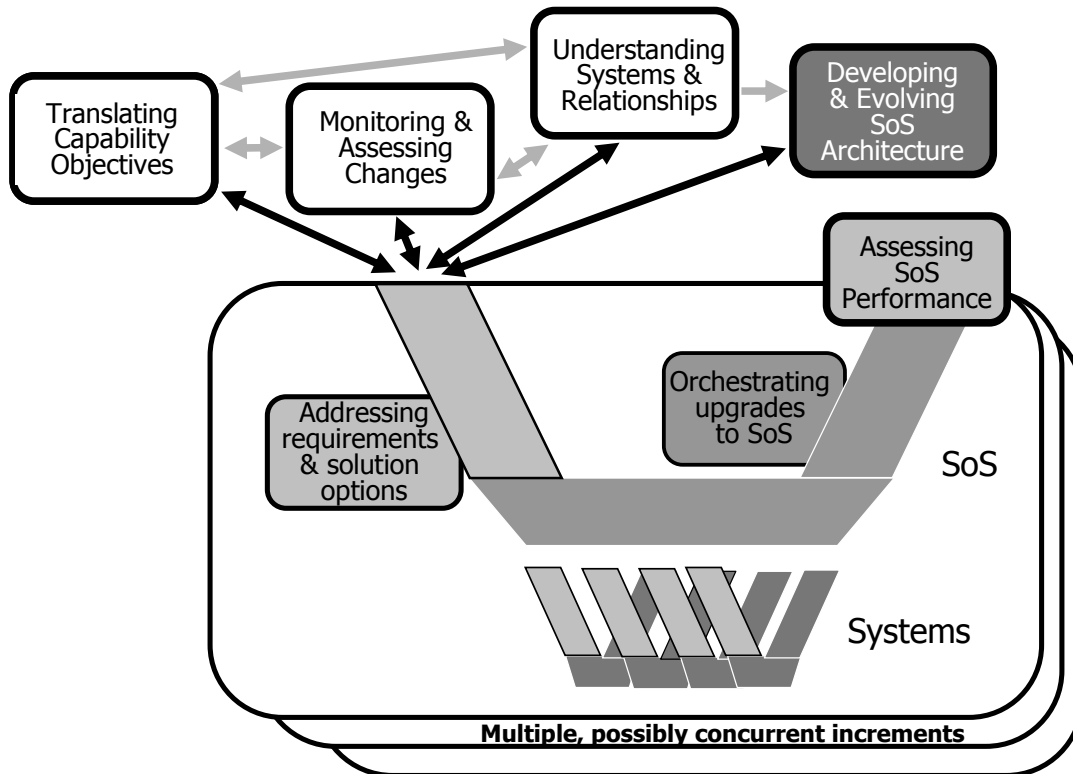 Translating
Capability
Objectives
Monitoring &
Assessing
Changes
Understanding
Systems &
Relationships
Developing
& Evolving
SoS
Architecture
Assessing
SoS
Performance
Addressing
requirements
& solution
options
Orchestrating
upgrades
to SoS
SoS
Systems
Multiple, possibly concurrent increments